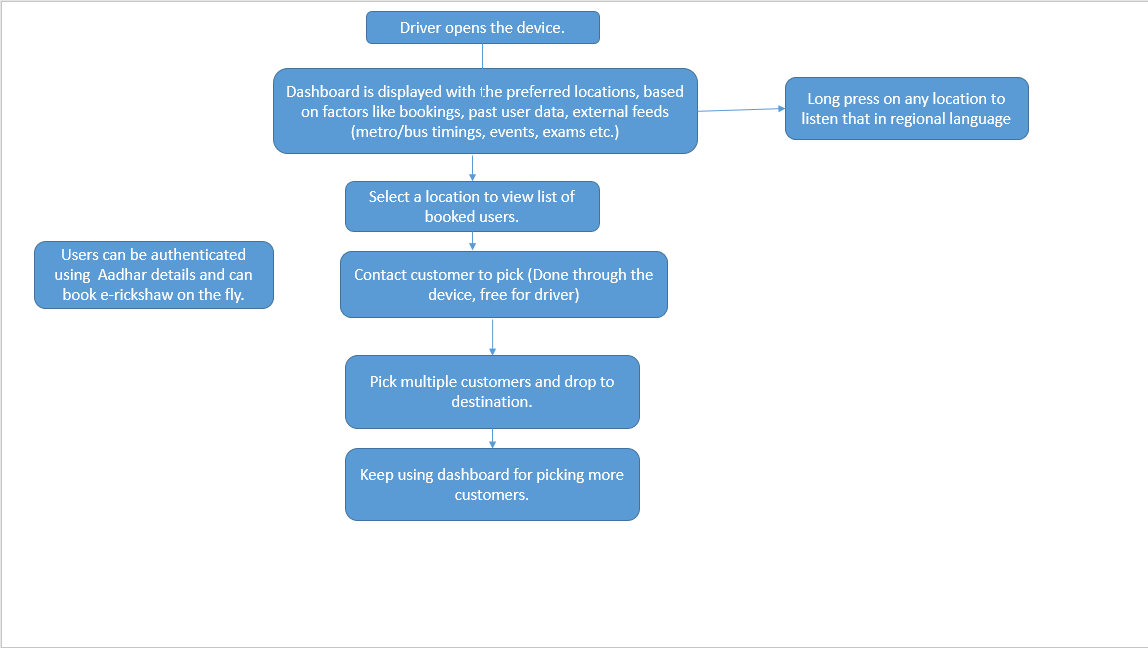 Driver opens the device.
Dashboard is displayed with the preferred locations, based
on factors like bookings, past user data, external feeds
(metro/bus timings, events, exams etc.)
Long press on any location to
listen that in regional language
Select a location to view list of
booked users.
Users can be authenticated
using  Aadhar details and can
book e-rickshaw on the fly.
Contact customer to pick (Done through the
device, free for driver)
Pick multiple customers and drop to
destination.
Keep using dashboard for picking more
customers.